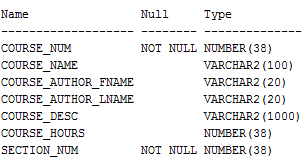 Name Null Type
------------------- -------- --------------
COURSE_NUM NOT NULL NUMBER(38)
COURSE_NAME VARCHAR2(100)
COURSE_AUTHOR_FNAME VARCHAR2(20)
COURSE_AUTHOR_LNAME VARCHAR2(20)
COURSE_DESC VARCHAR2(1000)
COURSE_HOURS NUMBER(38)
SECTION_NUM NOT NULL NUMBER(38)